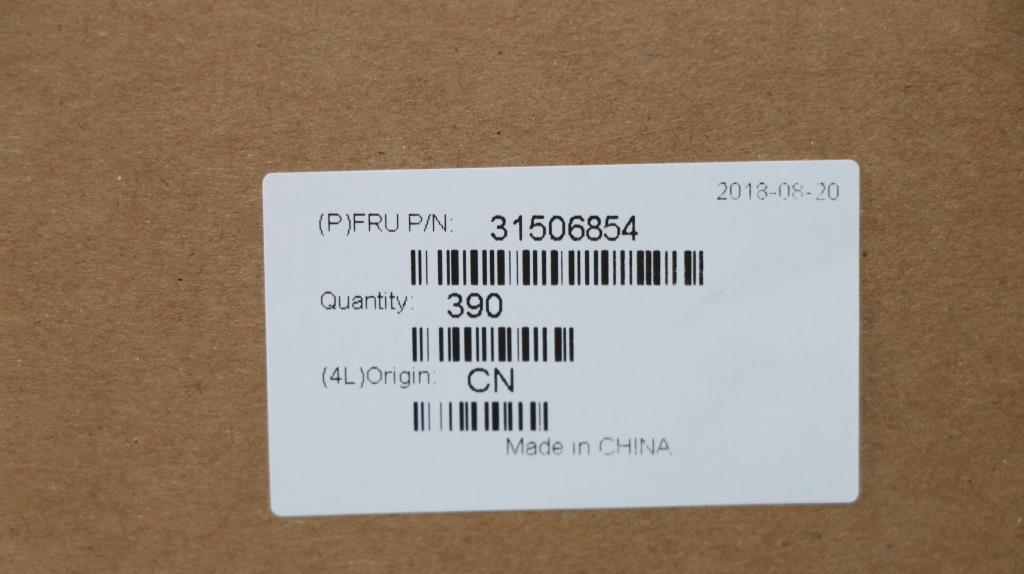 2018-08-20
(P)FRU P/N: 31506854
Quantity: 390
(4L)Origin: CN
Made in CHINA